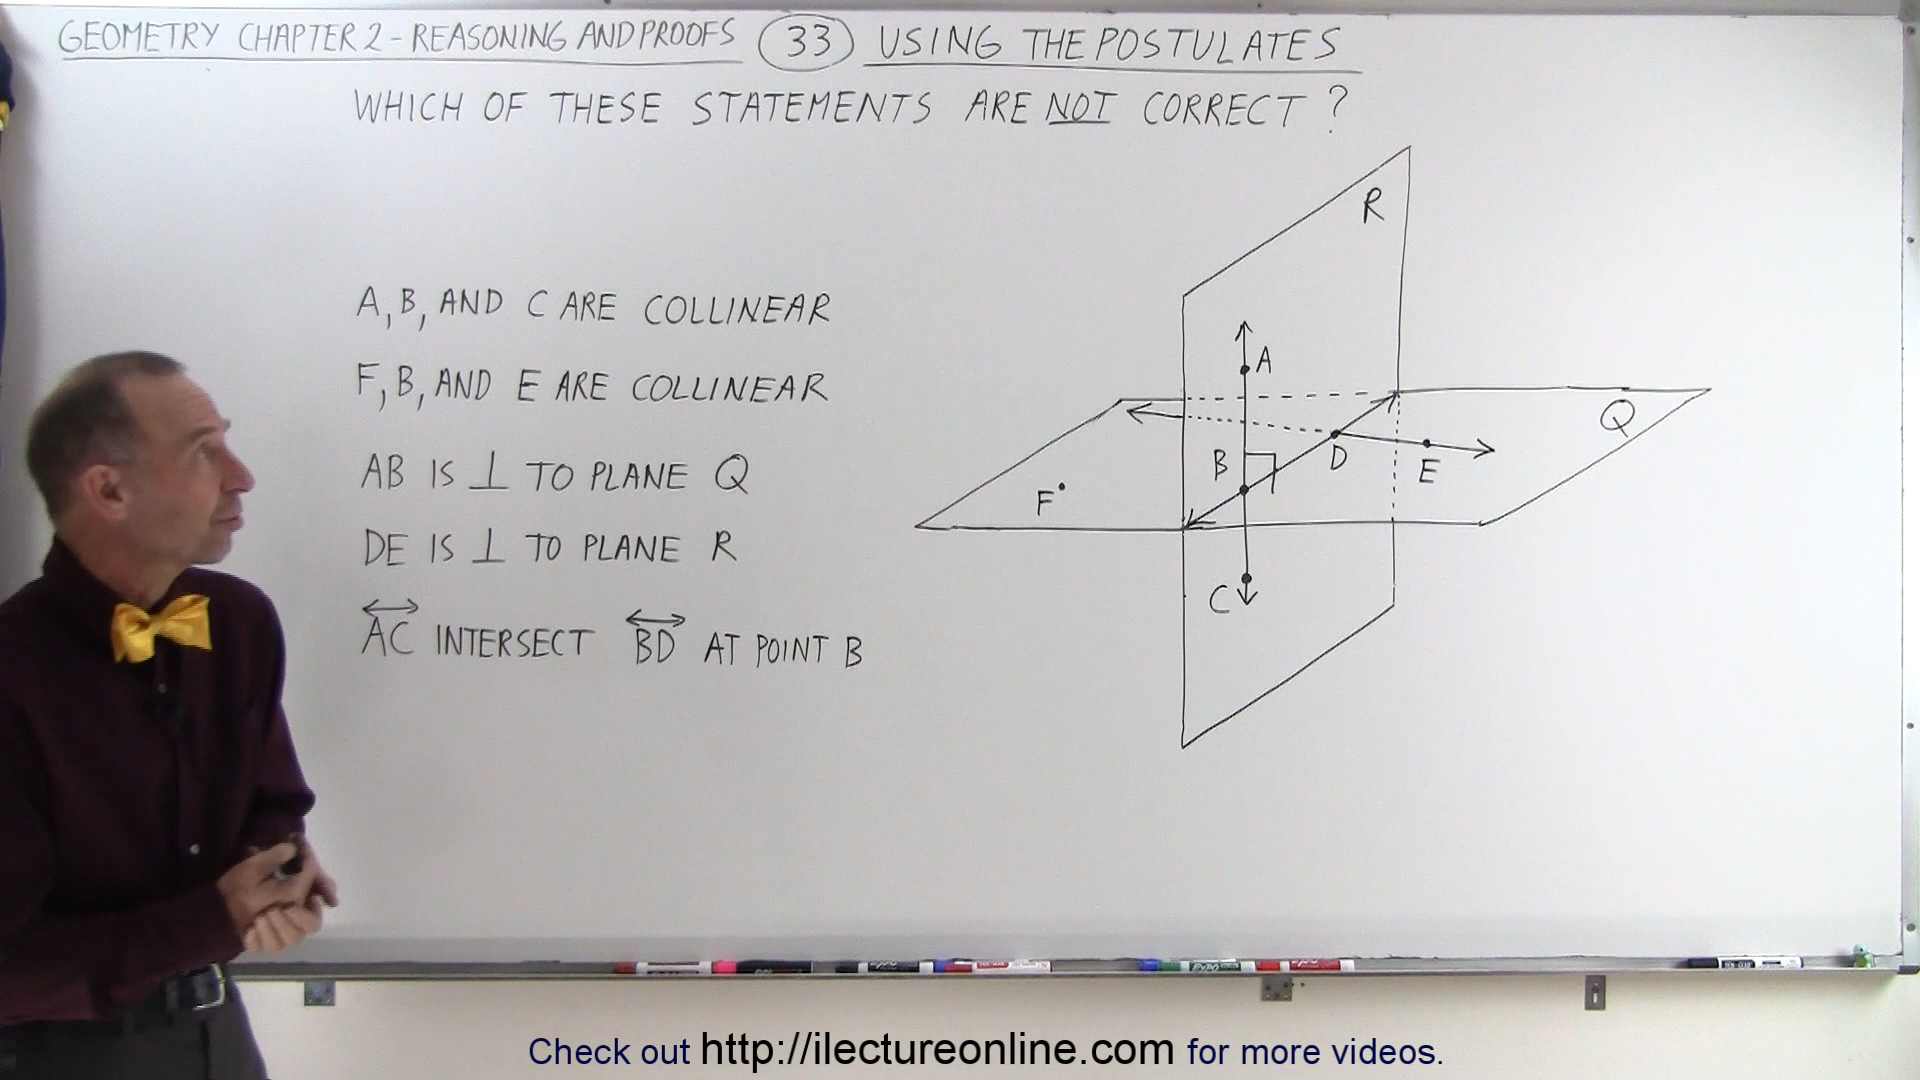 GEOMETRY CHAPTER 2 - REASONING AND PROOFS 33 USING THE POSTULATES
WHICH OF THESE STATEMENTS ARE NOT CORRECT ?
A, B, AND C ARE COLLINEAR
F, B, AND E ARE COLLINEAR
AB IS ⊥ TO PLANE Q
DE IS ⊥ TO PLANE R
AC INTERSECT BD AT POINT B
R
A
Q
B
D
E
F
C
EXPO
Check out http://ilectureonline.com for more videos.